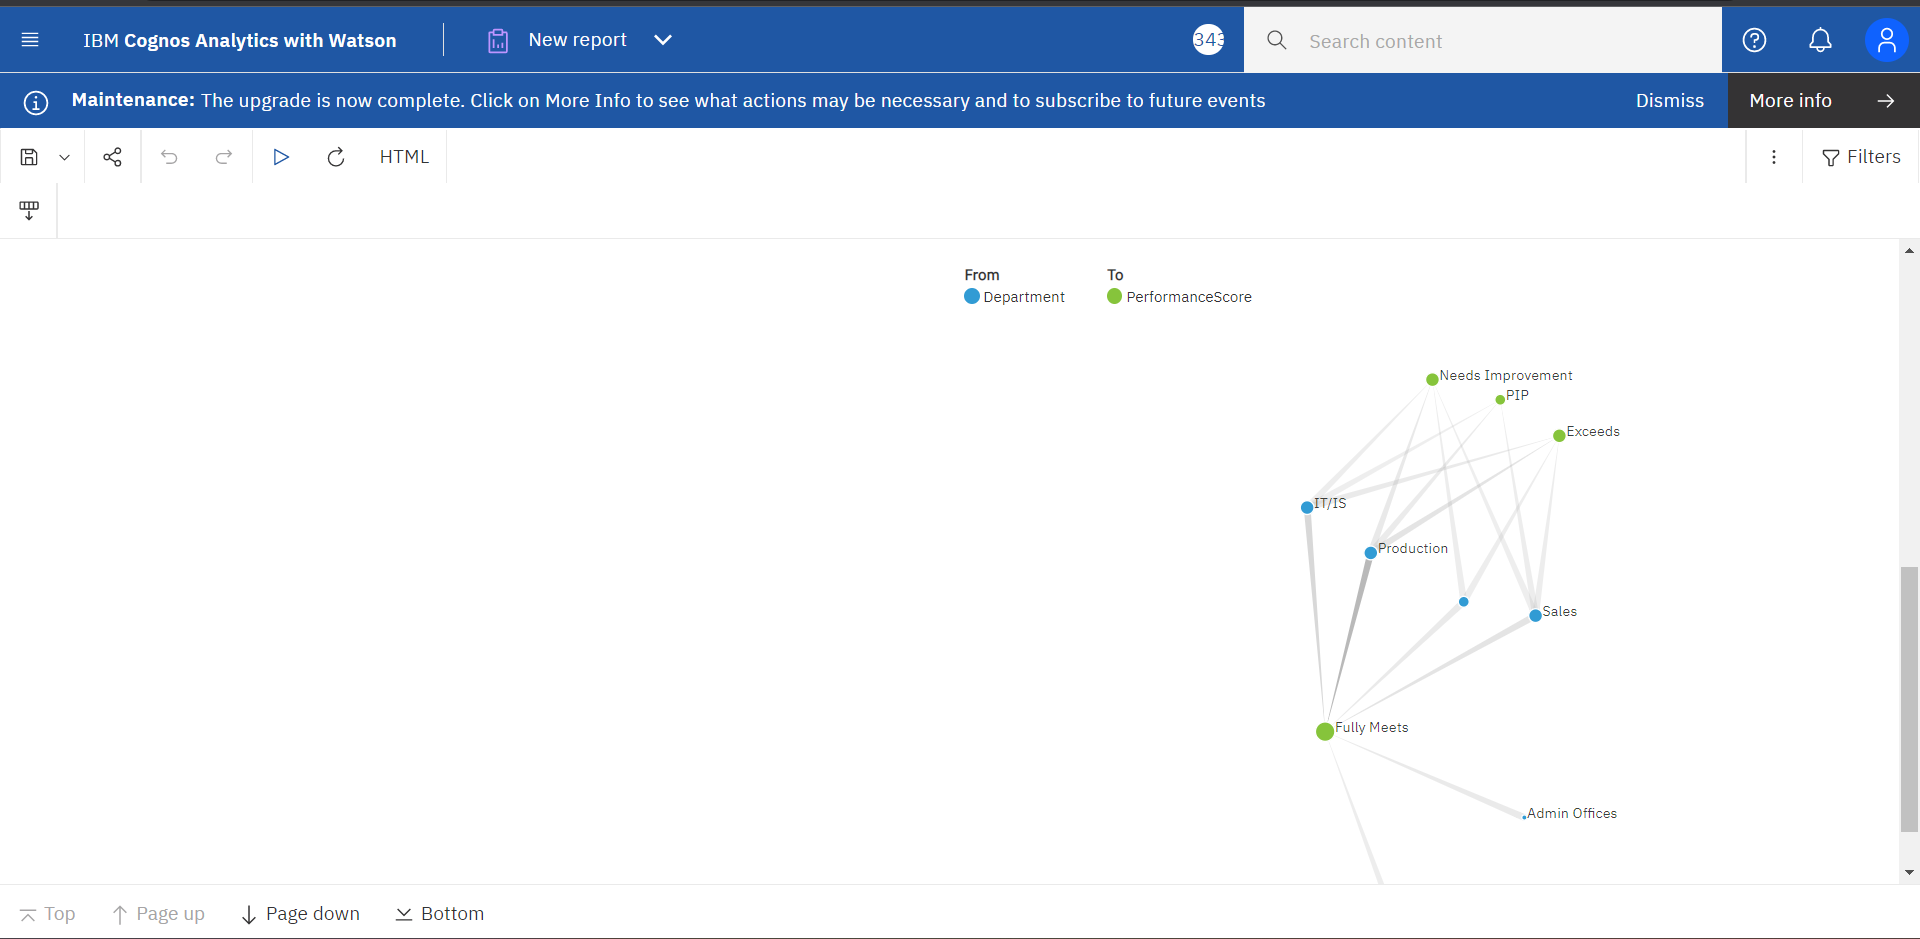 IBM Cognos Analytics with Watson
New report
343
Search content
Maintenance: The upgrade is now complete. Click on More Info to see what actions may be necessary and to subscribe to future events
Dismiss
More info
HTML
Filters
From
To
Department
PerformanceScore
Needs Improvement
PIP
Exceeds
IT/IS
Production
Sales
Fully Meets
Admin Offices
Top
Page up
Page down
Bottom